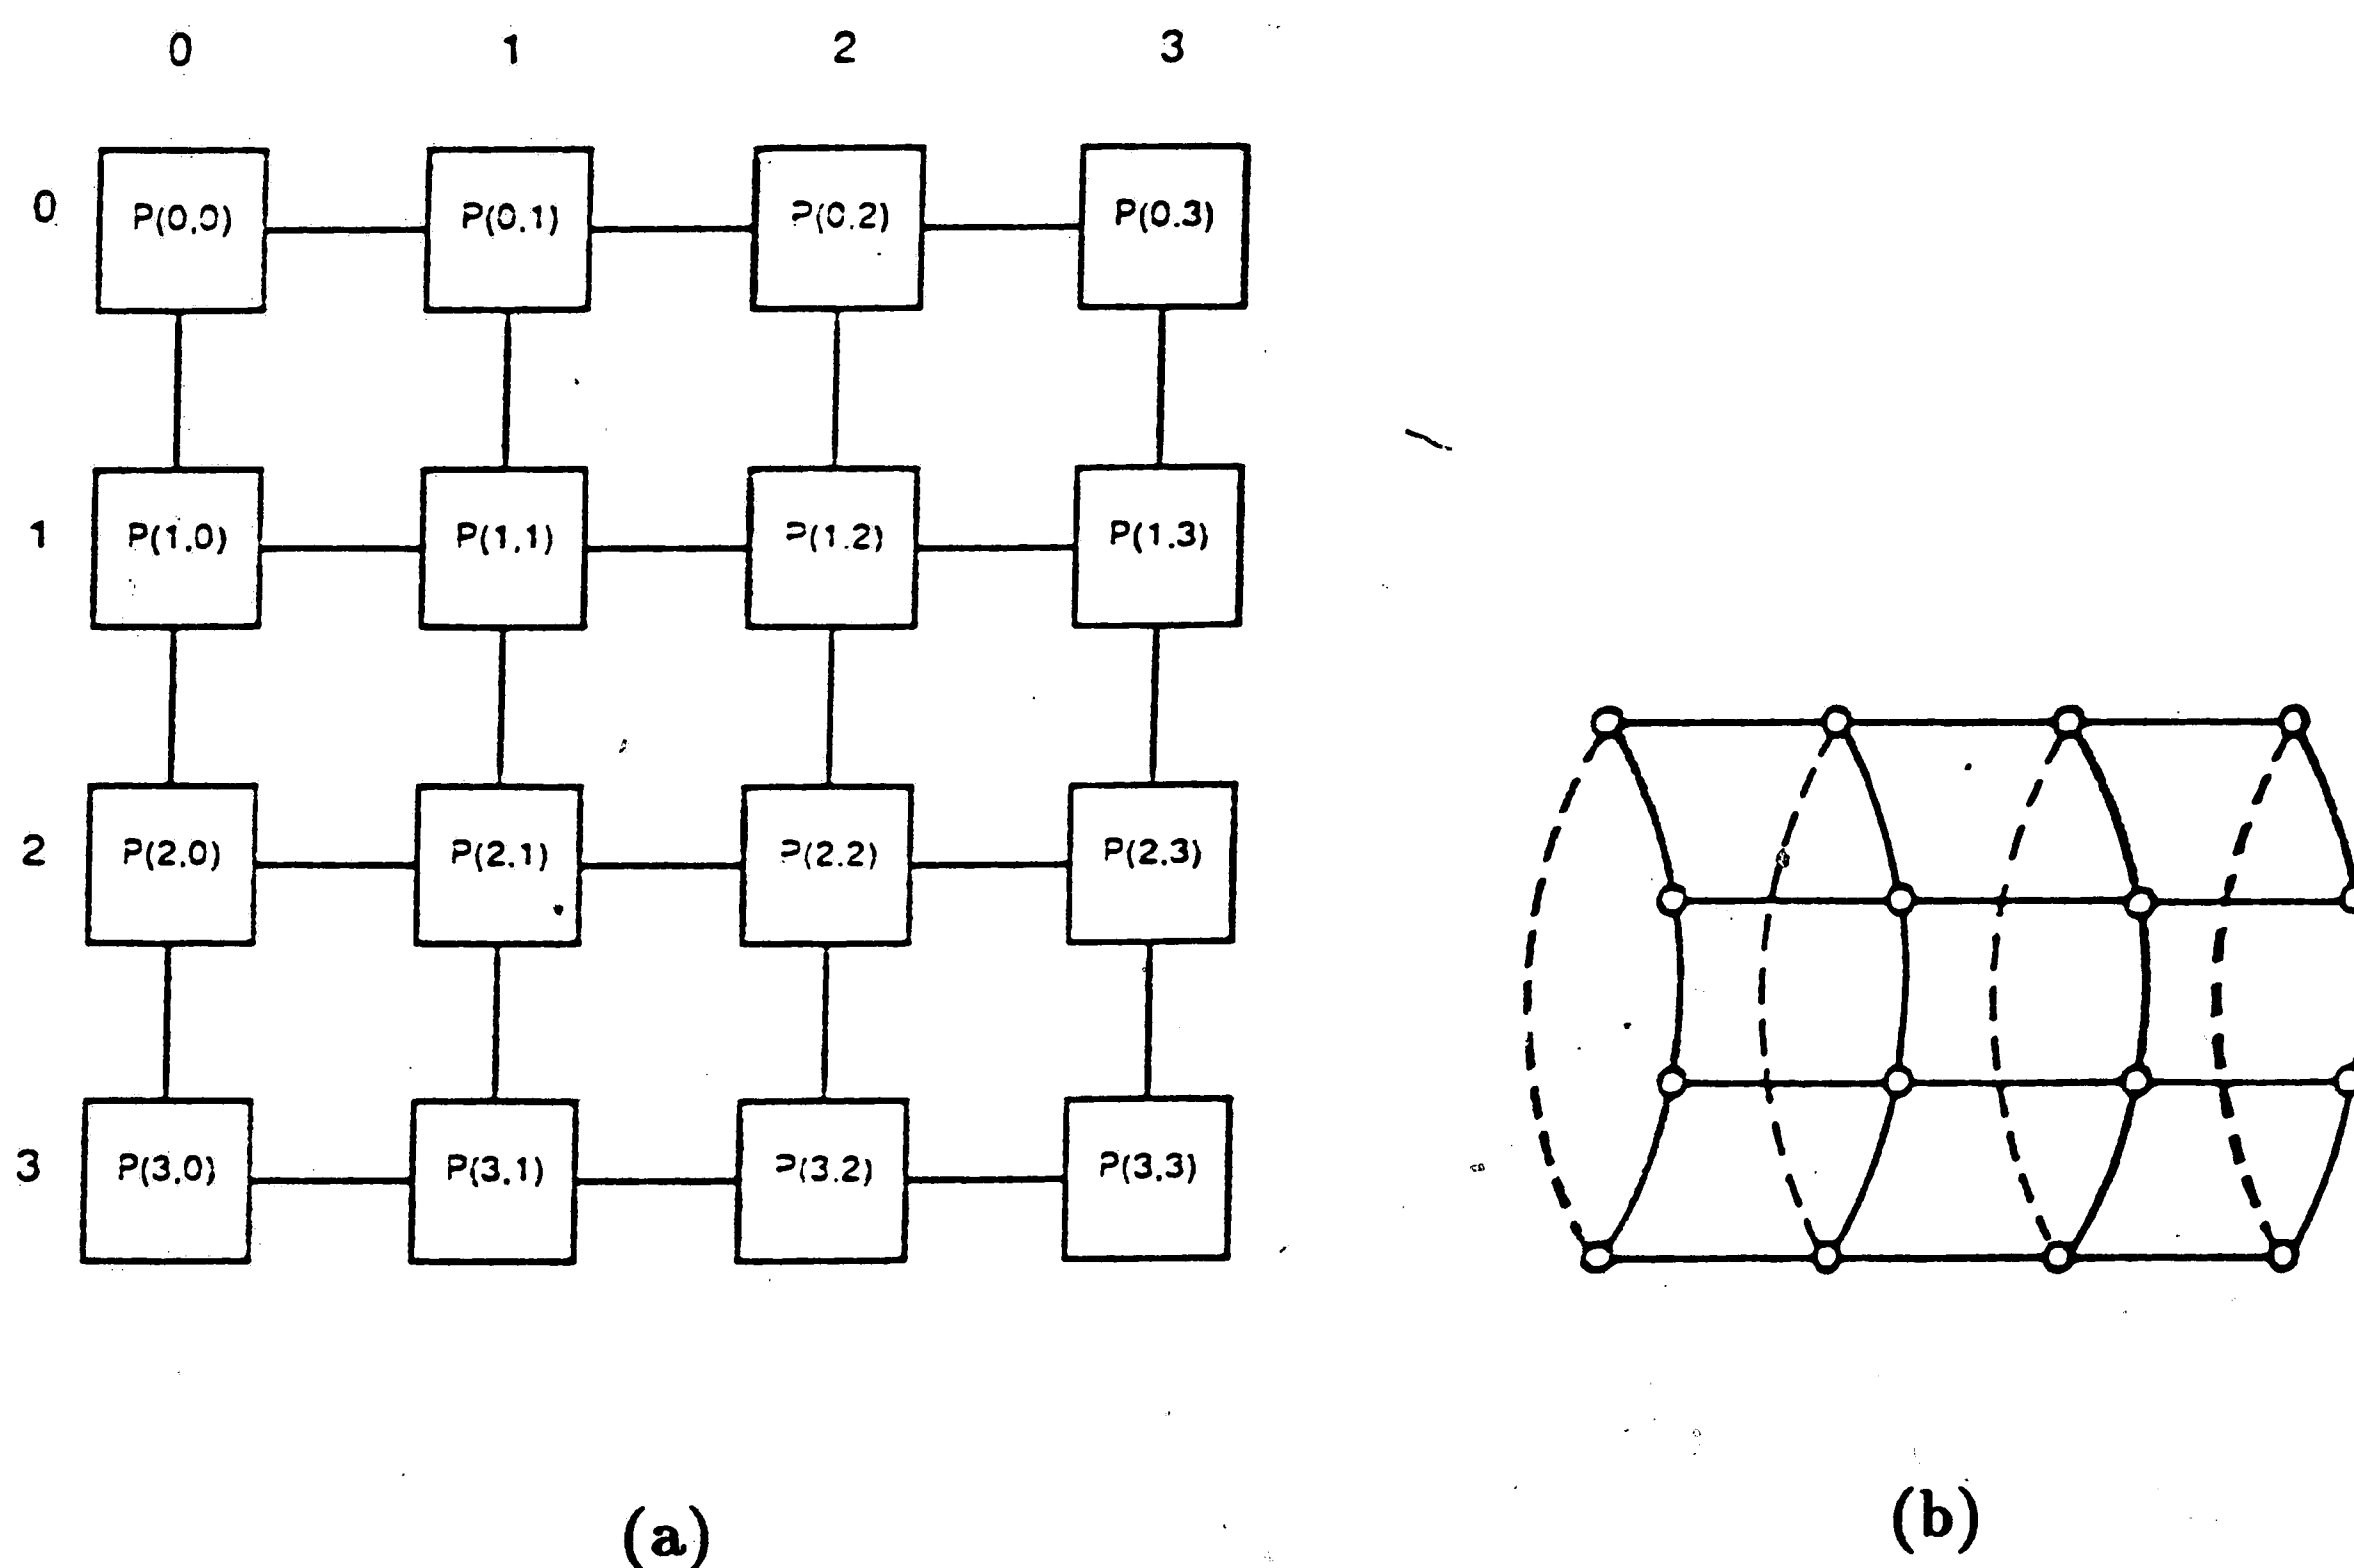 0 1 2 3
0 P(0,0) P(0,1) P(0.2) P(0.3)
1 P(1,0) P(1,1) P(1.2) P(1.3)
2 P(2,0) P(2,1) P(2.2) P(2.3)
3 P(3,0) P(3,1) P(3.2) P(3,3)
(a) (b)